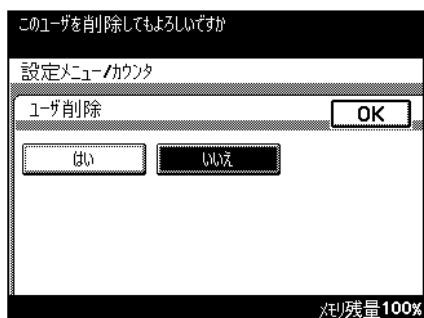 このユーザを削除してもよろしいですか
設定メニュー/カウンタ
ユーザ削除
OK
はい
いいえ
メモリ残量100%